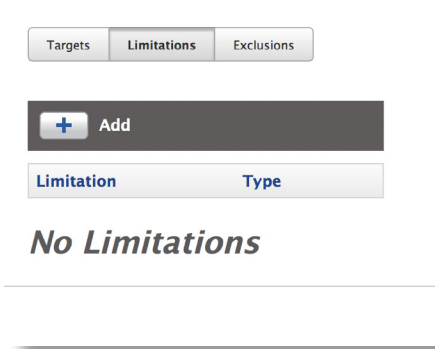 Targets Limitations Exclusions
Add
Limitation Type
No Limitations